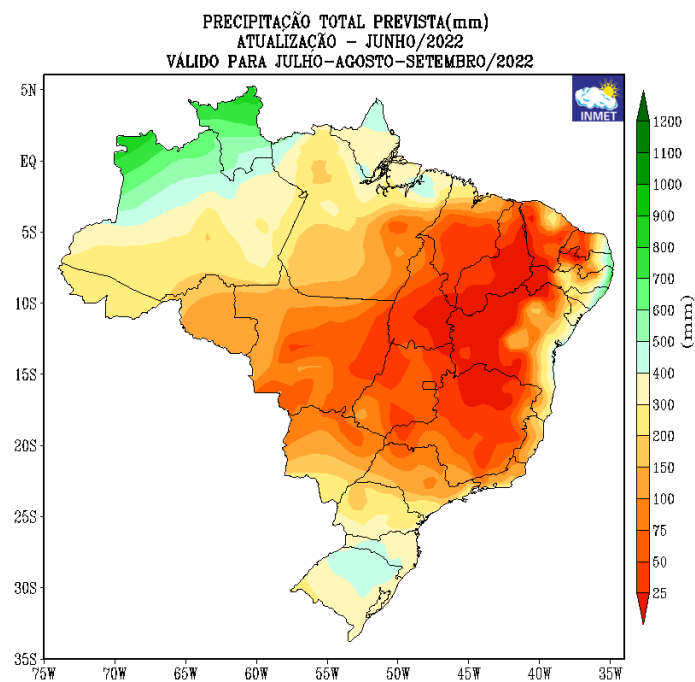 PRECIPITAÇÃO TOTAL PREVISTA(mm)
ATUALIZAÇÃO – JUNHO/2022
VÁLIDO PARA JULHO–AGOSTO–SETEMBRO/2022
INMET
5N
EQ
5S
10S
15S
20S
25S
30S
35S
75W
70W
65W
60W
55W
50W
45W
40W
35W
1200
1100
1000
900
800
700
600
500
400
300
200
150
100
75
50
25
(mm)